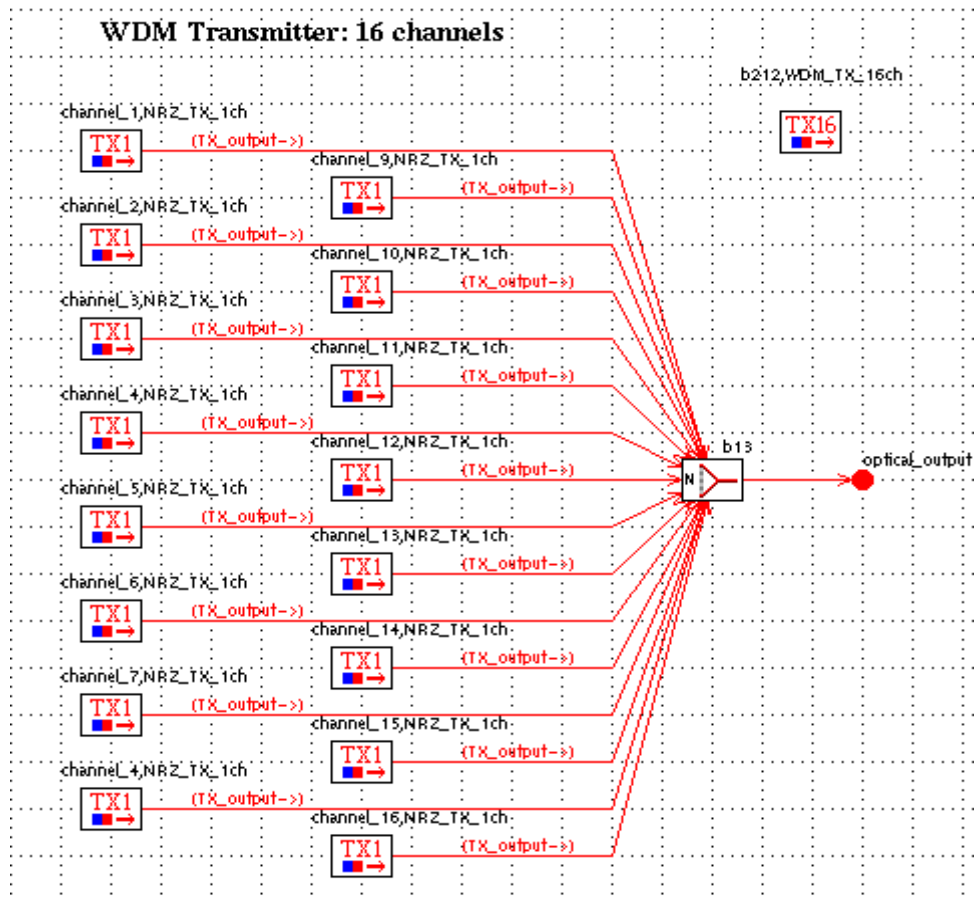 WDM Transmitter: 16 channels
b212,WDM_TX_16ch
TX16
channel_1,NRZ_TX_1ch
TX1
(TX_output->)
channel_9,NRZ_TX_1ch
TX1
(TX_output->)
channel_2,NRZ_TX_1ch
TX1
(TX_output->)
channel_10,NRZ_TX_1ch
TX1
(TX_output->)
channel_3,NRZ_TX_1ch
TX1
(TX_output->)
channel_11,NRZ_TX_1ch
TX1
(TX_output->)
channel_4,NRZ_TX_1ch
TX1
(TX_output->)
channel_12,NRZ_TX_1ch
TX1
(TX_output->)
b13
N
optical_output
channel_5,NRZ_TX_1ch
TX1
(TX_output->)
channel_13,NRZ_TX_1ch
TX1
(TX_output->)
channel_6,NRZ_TX_1ch
TX1
(TX_output->)
channel_14,NRZ_TX_1ch
TX1
(TX_output->)
channel_7,NRZ_TX_1ch
TX1
(TX_output->)
channel_15,NRZ_TX_1ch
TX1
(TX_output->)
channel_4,NRZ_TX_1ch
TX1
(TX_output->)
channel_16,NRZ_TX_1ch
TX1
(TX_output->)